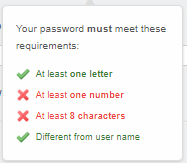 Your password must meet these
requirements:
At least one letter
At least one number
At least 8 characters
Different from user name